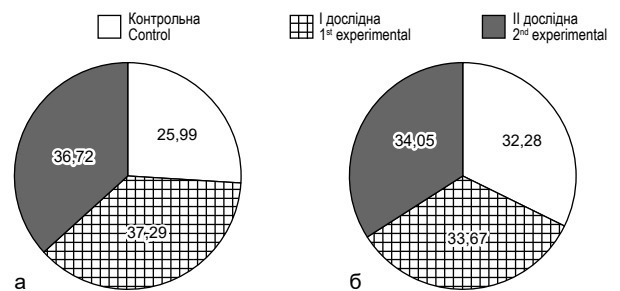 Контрольна
Control
I дослідна
1st experimental
II дослідна
2nd experimental
25,99
36,72
37,29
а
32,28
34,05
33,67
б